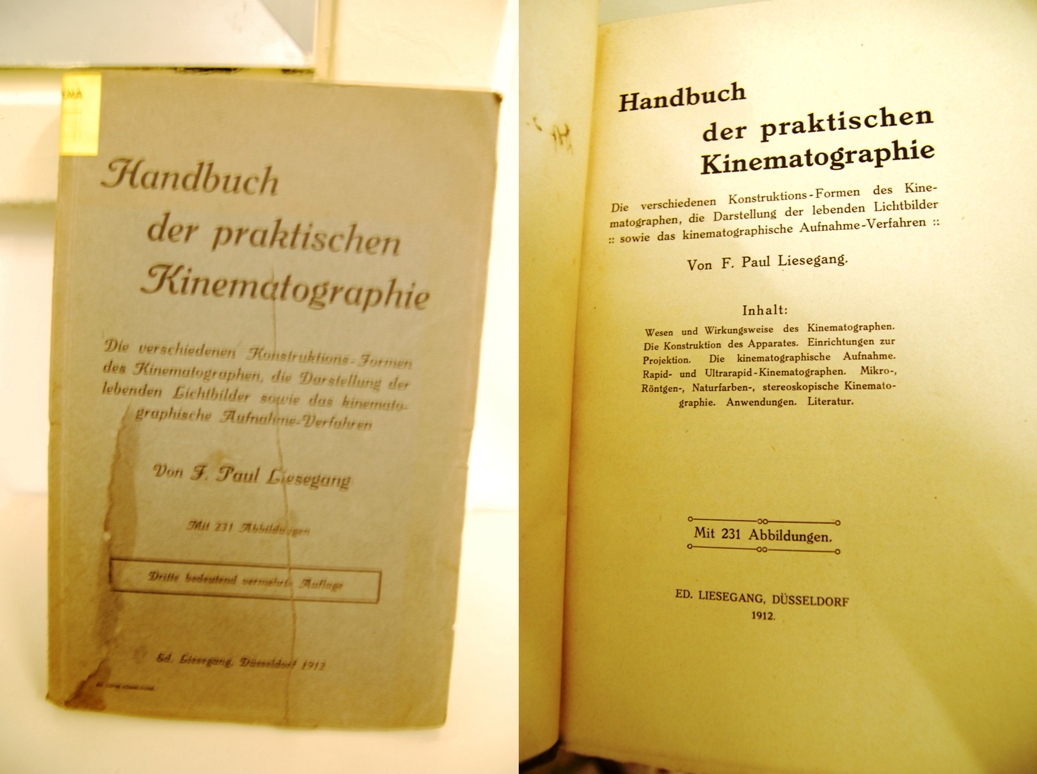 Handbuch
der praktischen
Kinematographie
Die verschiedenen Konstruktions-Formen
des Kinematographen, die Darstellung der
lebenden Lichtbilder sowie das kinemato-
graphische Aufnahme-Verfahren
Von F. Paul Liesegang
Mit 231 Abbildungen
Dritte bedeutend vermehrte Auflage
Ed. Liesegang, Düsseldorf 1912
Handbuch
der praktischen
Kinematographie
Die verschiedenen Konstruktions-Formen des Kine-
matographen, die Darstellung der lebenden Lichtbilder
:: sowie das kinematographische Aufnahme-Verfahren ::
Von F. Paul Liesegang.
Inhalt:
Wesen und Wirkungsweise des Kinematographen.
Die Konstruktion des Apparates. Einrichtungen zur
Projektion. Die kinematographische Aufnahme.
Rapid- und Ultrarapid-Kinematographen. Mikro-,
Röntgen-, Naturfarben-, stereoskopische Kinemato-
graphie. Anwendungen. Literatur.
Mit 231 Abbildungen.
ED. LIESEGANG, DÜSSELDORF
1912.